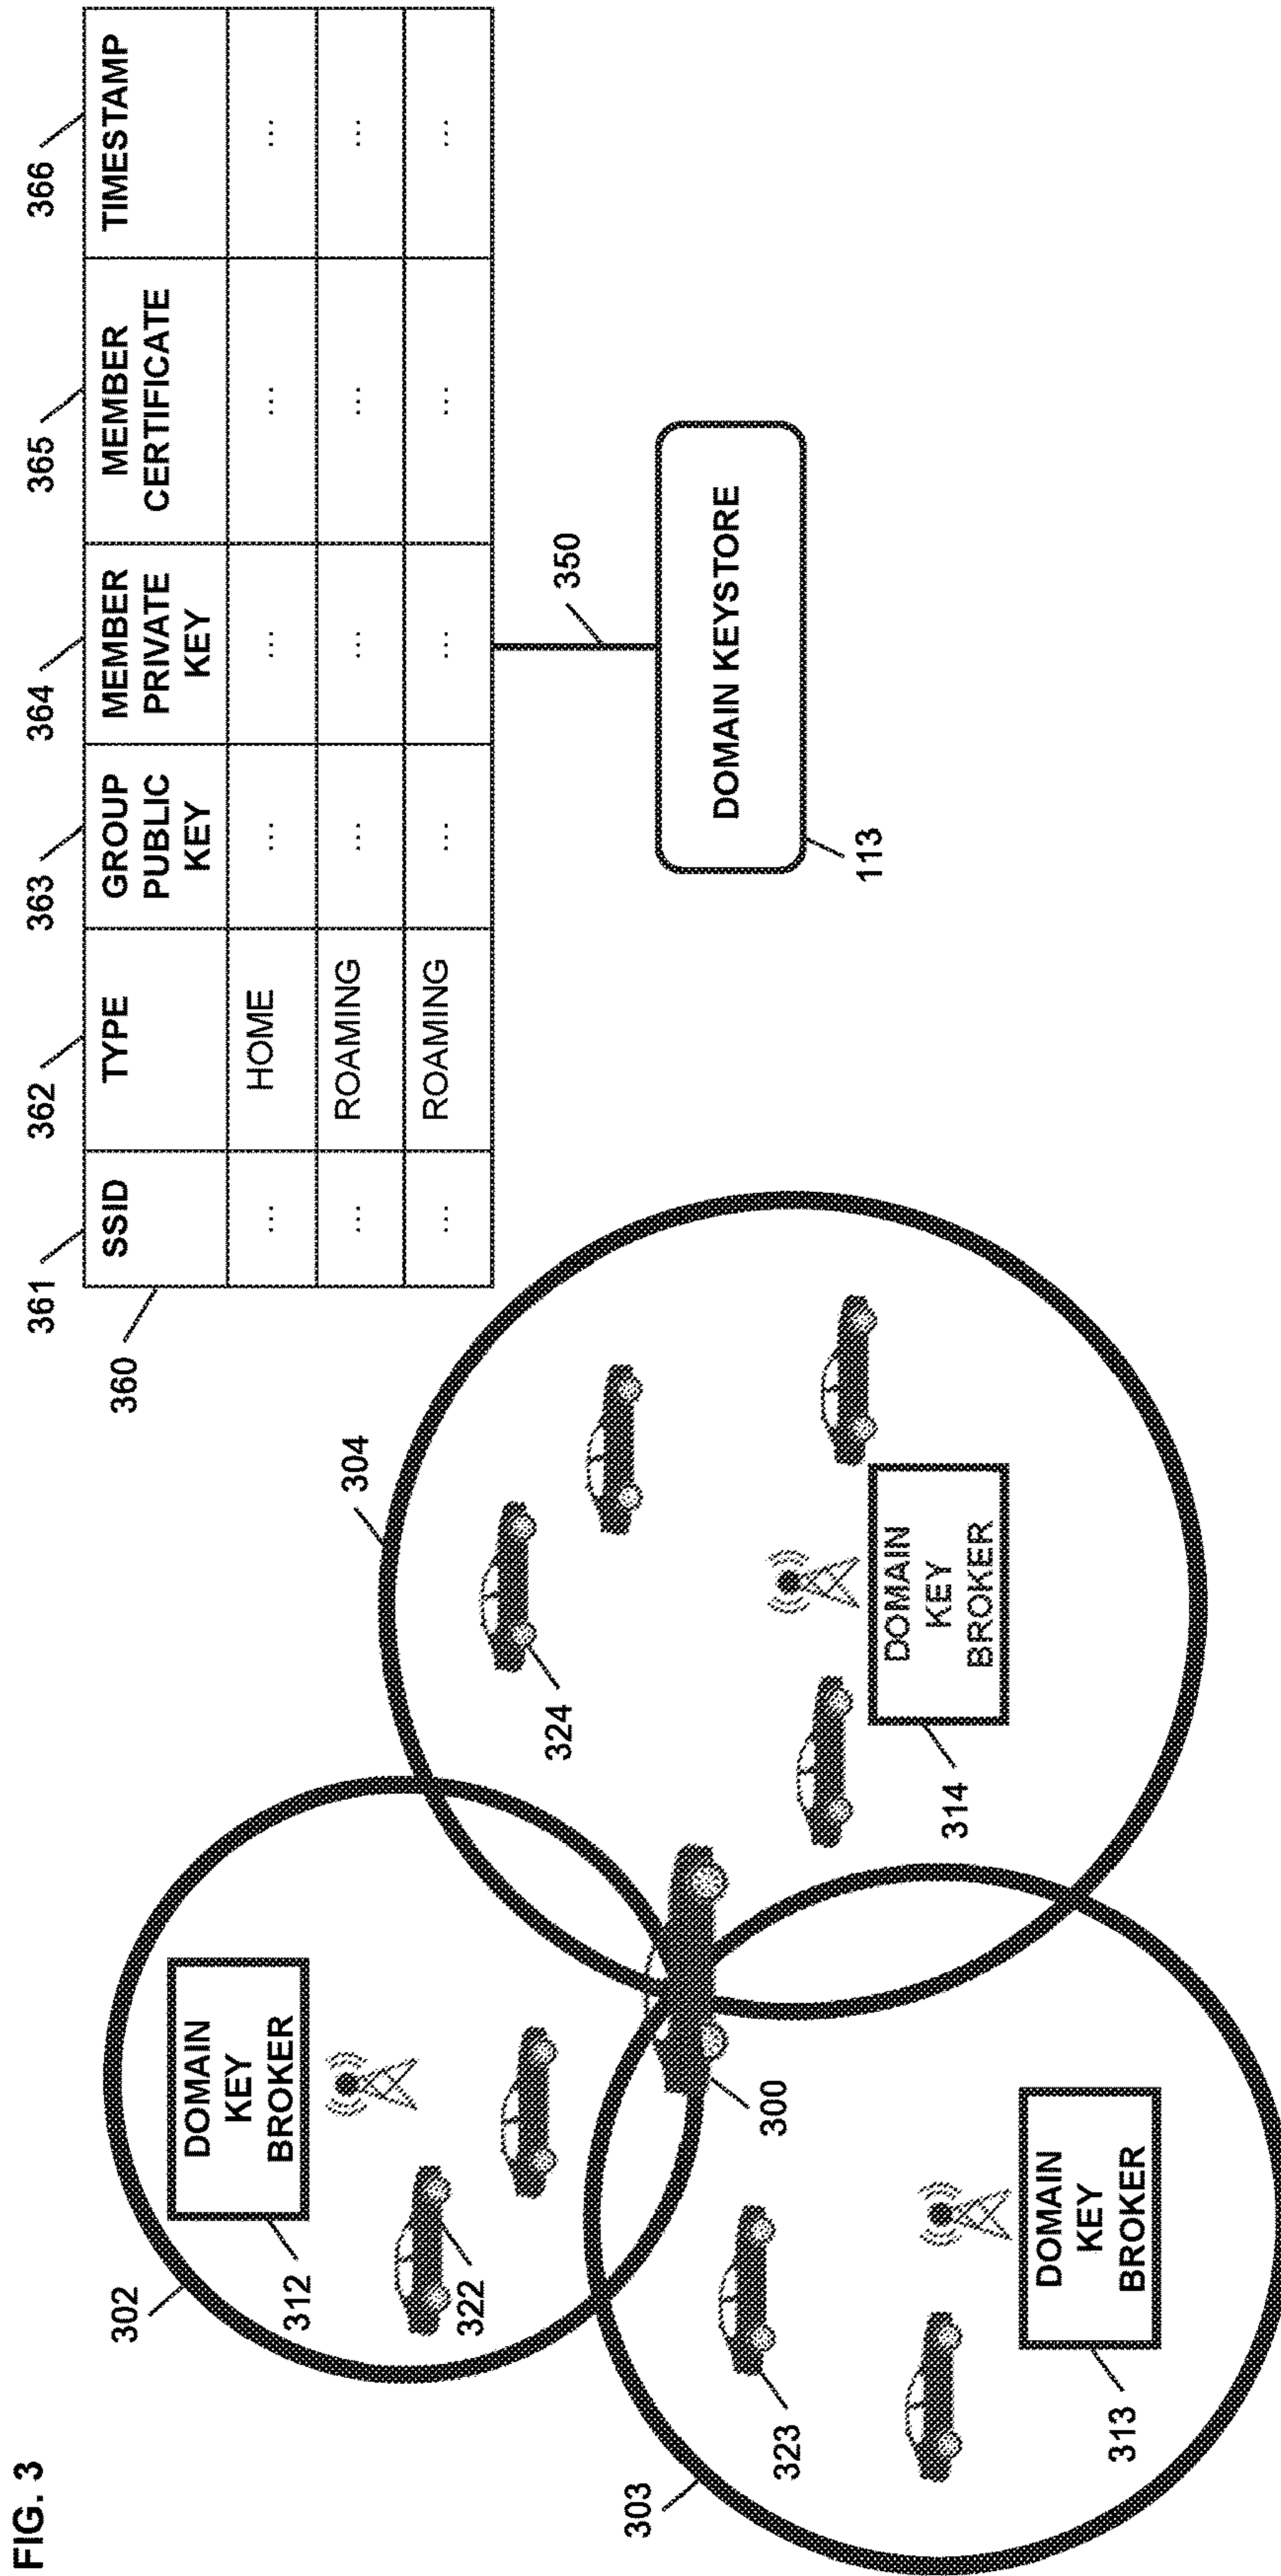 FIG. 3
302
DOMAIN
KEY
BROKER
312
322
304
324
300
303
323
DOMAIN
KEY
BROKER
313
DOMAIN
KEY
BROKER
314
360
361
362
363
364
365
366
SSID
TYPE
GROUP
PUBLIC
KEY
MEMBER
PRIVATE
KEY
MEMBER
CERTIFICATE
TIMESTAMP
... HOME ... ... ... ...
... ROAMING ... ... ... ...
... ROAMING ... ... ... ...
350
DOMAIN KEYSTORE
113